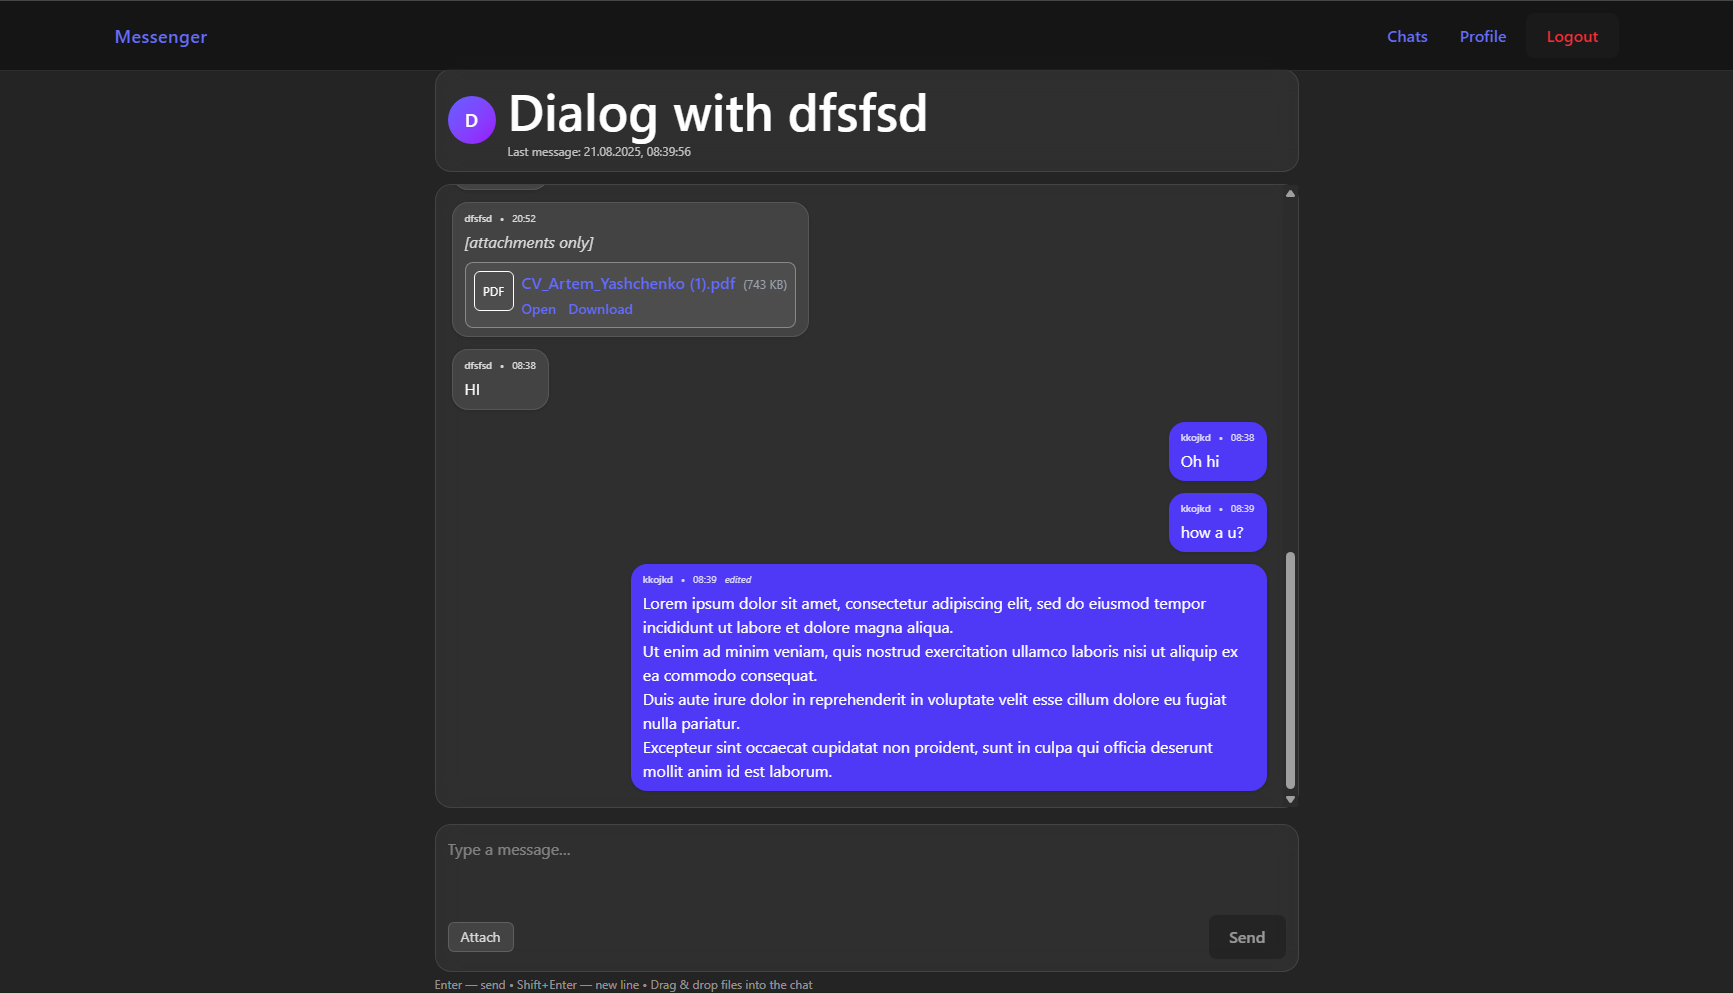 Messenger
Chats
Profile
Logout
D
Dialog with dfsfsd
Last message: 21.08.2025, 08:39:56
dfsfsd • 20:52
[attachments only]
PDF
CV_Artem_Yashchenko (1).pdf (743 KB)
Open Download
dfsfsd • 08:38
HI
kkojkd • 08:38
Oh hi
kkojkd • 08:39
how a u?
kkojkd • 08:39 edited
Lorem ipsum dolor sit amet, consectetur adipiscing elit, sed do eiusmod tempor
incididunt ut labore et dolore magna aliqua.
Ut enim ad minim veniam, quis nostrud exercitation ullamco laboris nisi ut aliquip ex
ea commodo consequat.
Duis aute irure dolor in reprehenderit in voluptate velit esse cillum dolore eu fugiat
nulla pariatur.
Excepteur sint occaecat cupidatat non proident, sunt in culpa qui officia deserunt
mollit anim id est laborum.
Type a message...
Attach
Send
Enter — send • Shift+Enter — new line • Drag & drop files into the chat